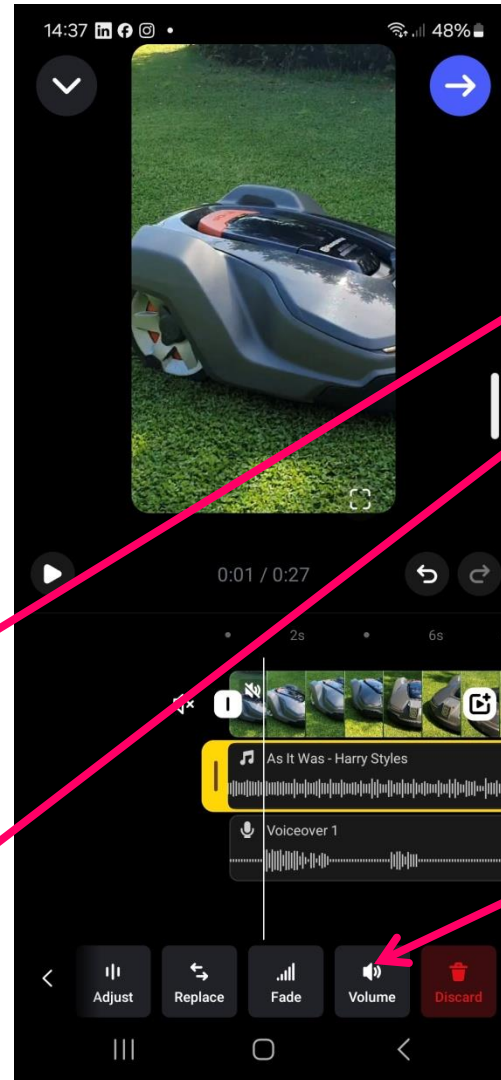 14:37 48%
0:01 / 0:27
2s 6s
As It Was - Harry Styles
Voiceover 1
Adjust Replace Fade Volume Discard